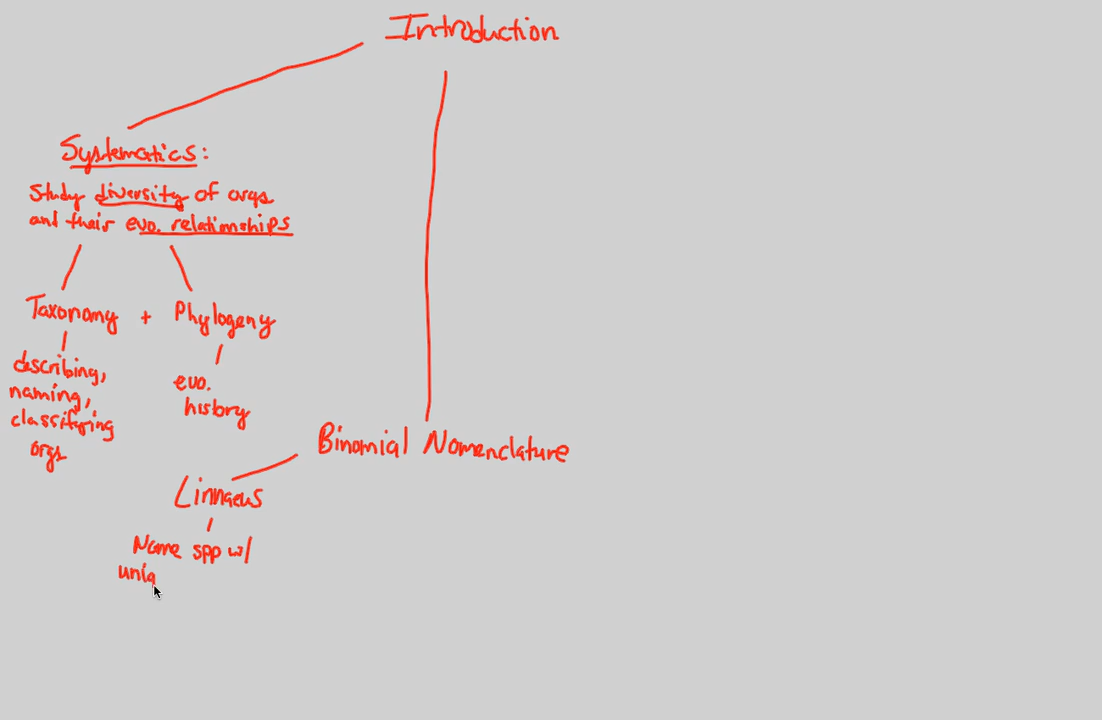 Introduction
Systematics:
Study diversity of orgs
and their evo. relationships
Taxonomy + Phylogeny
describing,
naming,
classifying
orgs
evo.
history
Binomial Nomenclature
Linnaeus
Name spp w/
uniq